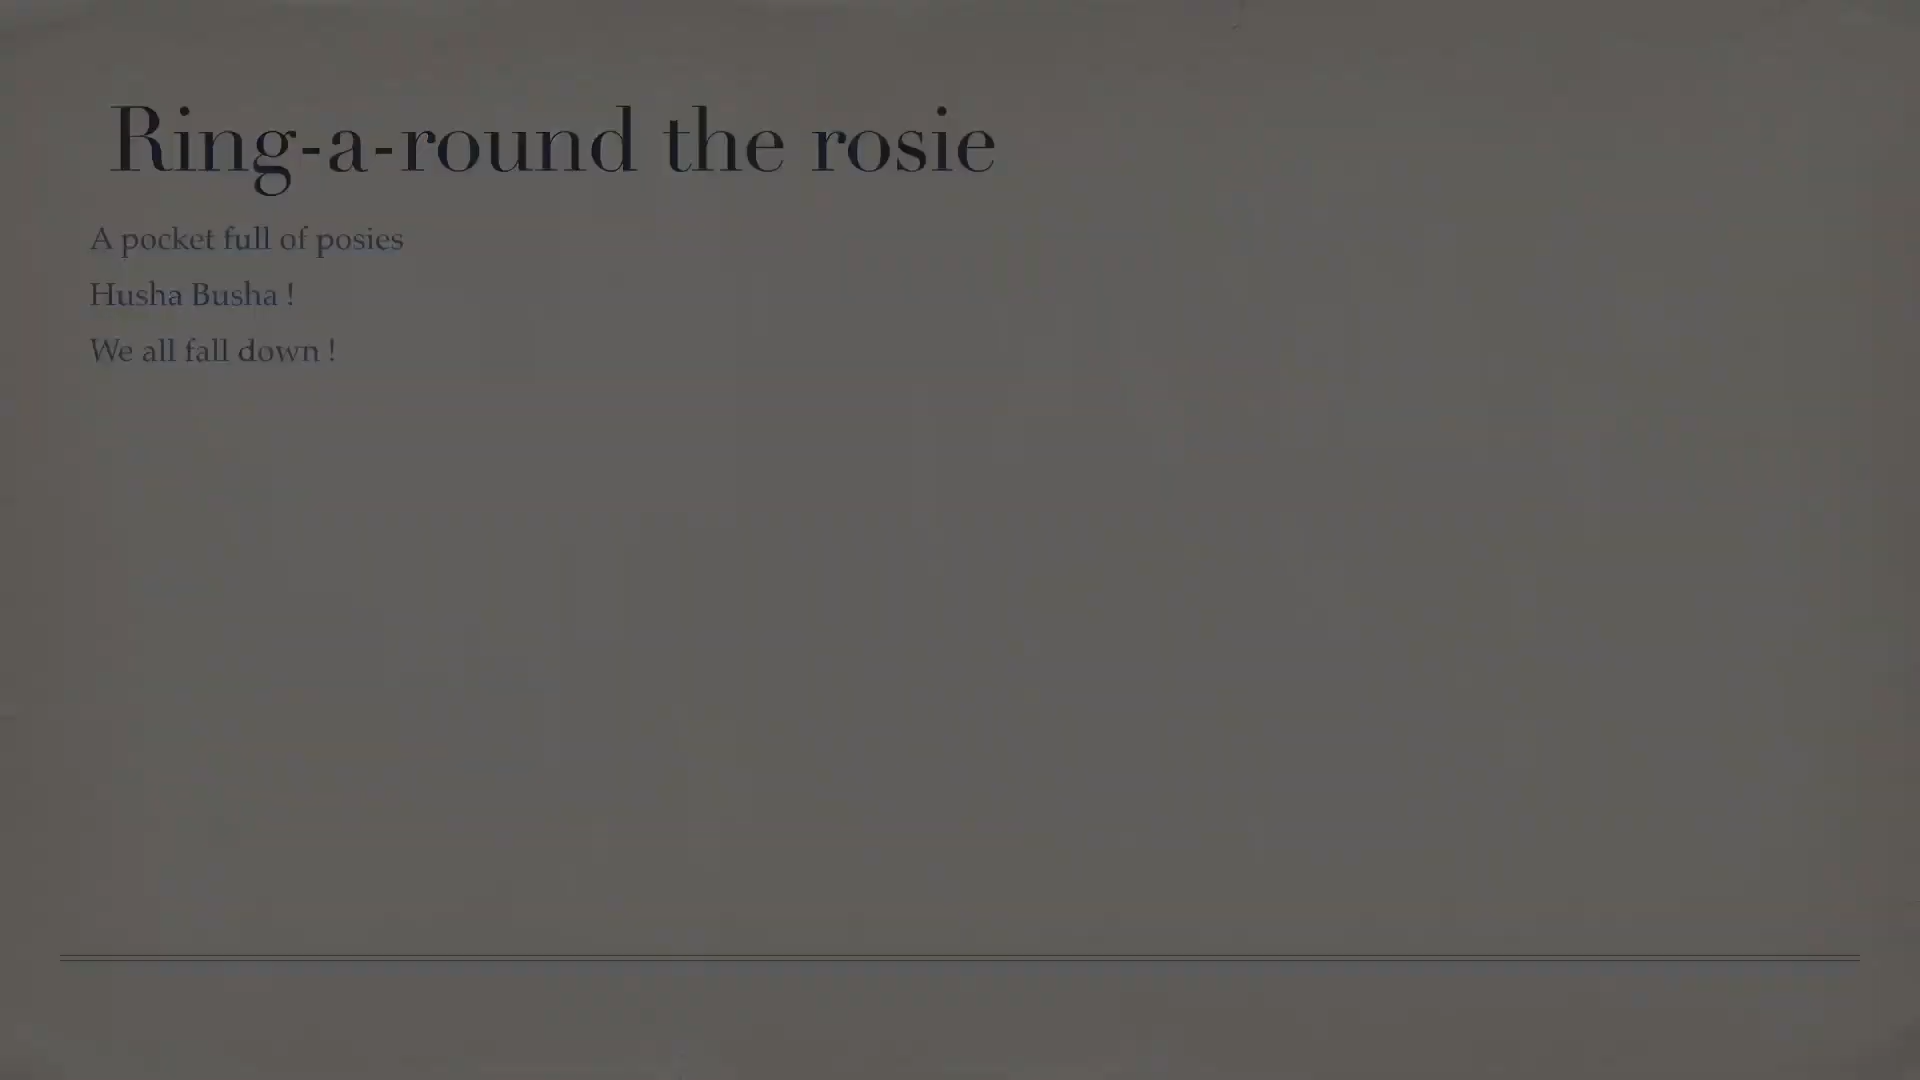 Ring-a-round the rosie
A pocket full of posies
Husha Busha !
We all fall down !